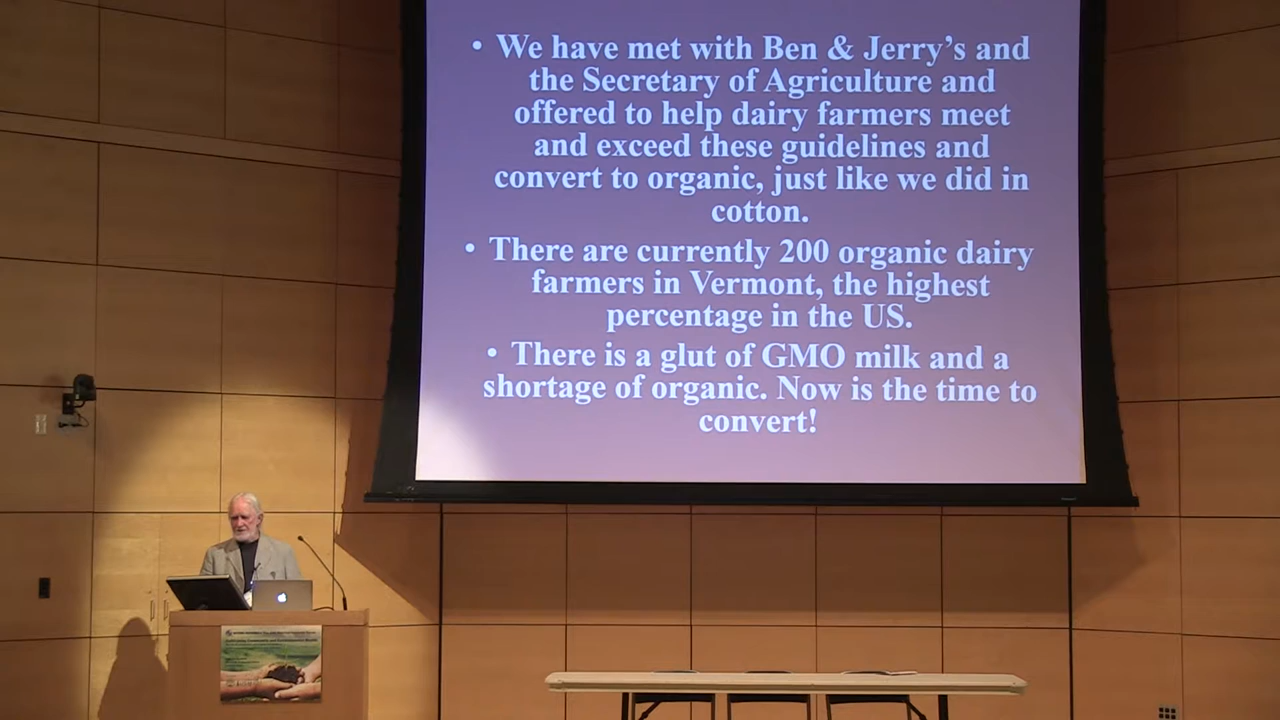 • We have met with Ben & Jerry's and
the Secretary of Agriculture and
offered to help dairy farmers meet
and exceed these guidelines and
convert to organic, just like we did in
cotton.
• There are currently 200 organic dairy
farmers in Vermont, the highest
percentage in the US.
• There is a glut of GMO milk and a
shortage of organic. Now is the time to
convert!